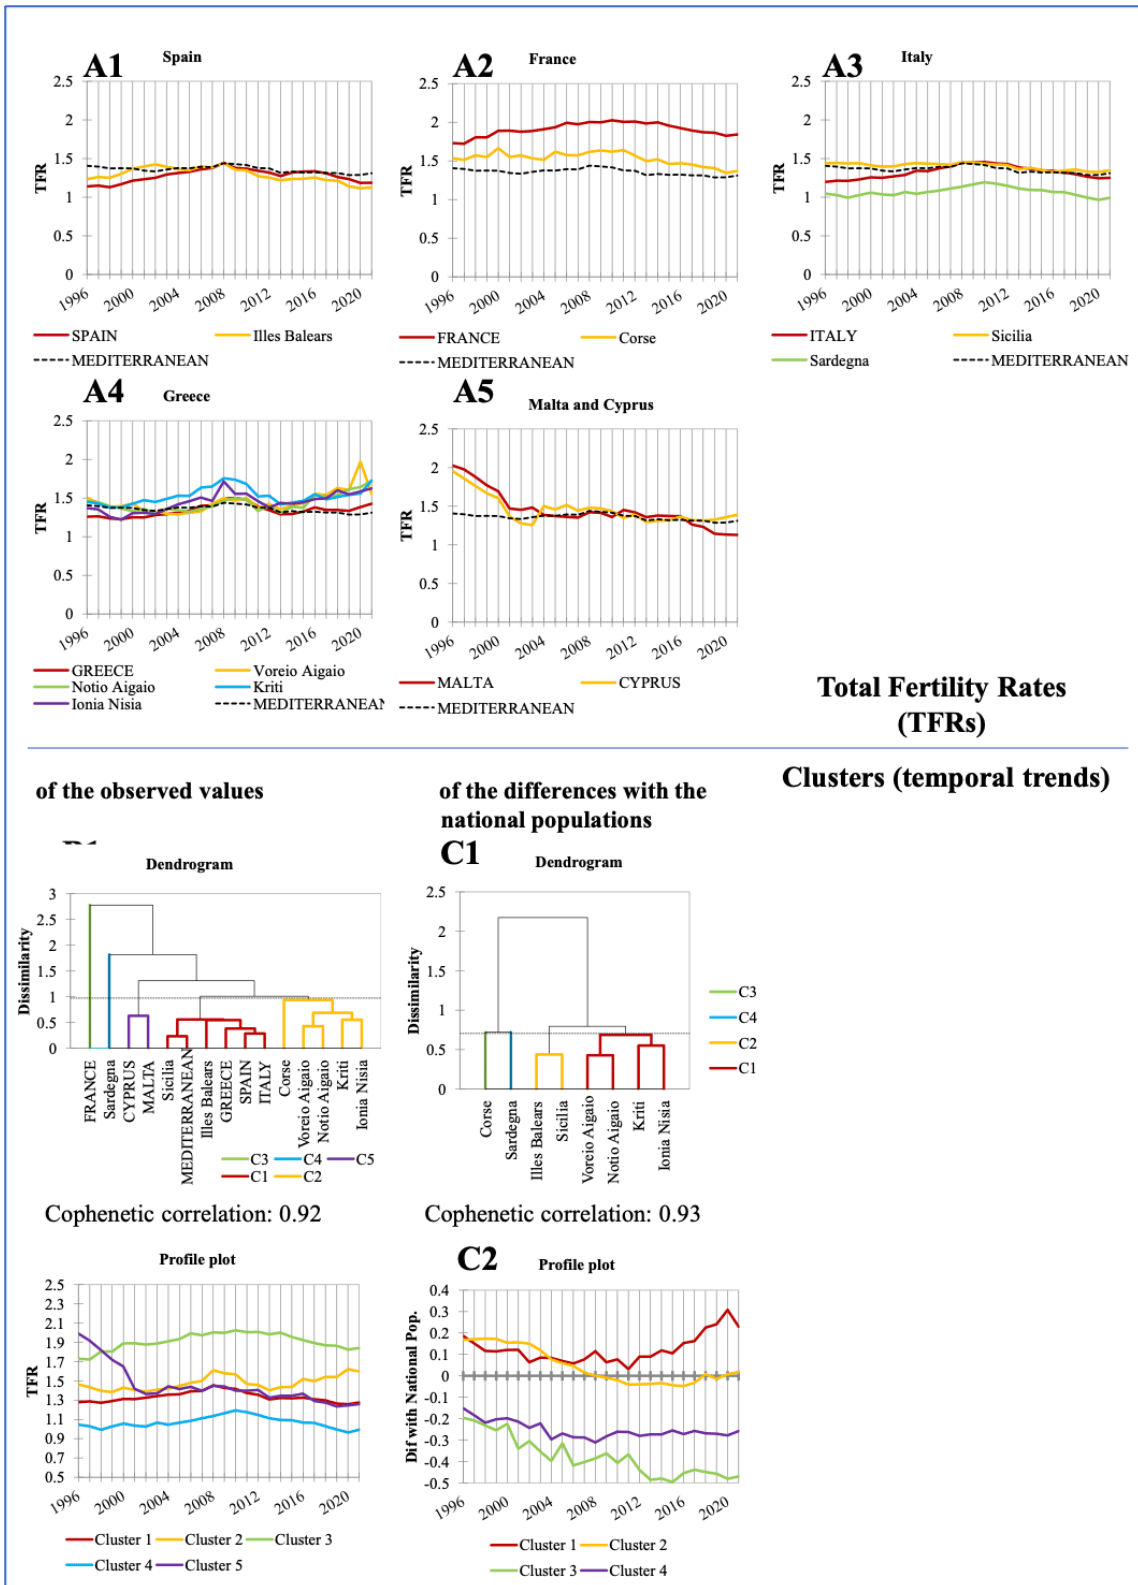 A1 Spain
2.5
2
1.5
1
0.5
0
TFR
1996 2000 2004 2008 2012 2016 2020
SPAIN Illes Balears
MEDITERRANEAN
A2 France
2.5
2
1.5
1
0.5
0
TFR
1996 2000 2004 2008 2012 2016 2020
FRANCE Corse
MEDITERRANEAN
A3 Italy
2.5
2
1.5
1
0.5
0
TFR
1996 2000 2004 2008 2012 2016 2020
ITALY Sicilia
Sardegna MEDITERRANEAN
A4 Greece
2.5
2
1.5
1
0.5
0
TFR
1996 2000 2004 2008 2012 2016 2020
GREECE Voreio Aigaio
Notio Aigaio Kriti
Ionia Nisia MEDITERRANEAN
A5 Malta and Cyprus
2.5
2
1.5
1
0.5
0
TFR
1996 2000 2004 2008 2012 2016 2020
MALTA CYPRUS
MEDITERRANEAN
Total Fertility Rates
(TFRs)
Clusters (temporal trends)
of the observed values
of the differences with the
national populations
Dendrogram
3
2.5
2
1.5
1
0.5
0
Dissimilarity
FRANCE
Sardegna
CYPRUS
MALTA
Sicilia
MEDITERRANEAN
Illes Balears
GREECE
SPAIN
ITALY
Corse
Voreio Aigaio
Notio Aigaio
Kriti
Ionia Nisia
C3 C4 C5
C1 C2
C1 Dendrogram
2.5
2
1.5
1
0.5
0
Dissimilarity
Corse
Sardegna
Illes Balears
Sicilia
Voreio Aigaio
Notio Aigaio
Kriti
Ionia Nisia
C3
C4
C2
C1
Cophenetic correlation: 0.92
Cophenetic correlation: 0.93
Profile plot
2.5
2.3
2.1
1.9
1.7
1.5
1.3
1.1
0.9
0.7
0.5
TFR
1996 2000 2004 2008 2012 2016 2020
Cluster 1 Cluster 2 Cluster 3
Cluster 4 Cluster 5
C2 Profile plot
0.4
0.3
0.2
0.1
0
-0.1
-0.2
-0.3
-0.4
-0.5
Dif with National Pop.
1996 2000 2004 2008 2012 2016 2020
Cluster 1 Cluster 2
Cluster 3 Cluster 4